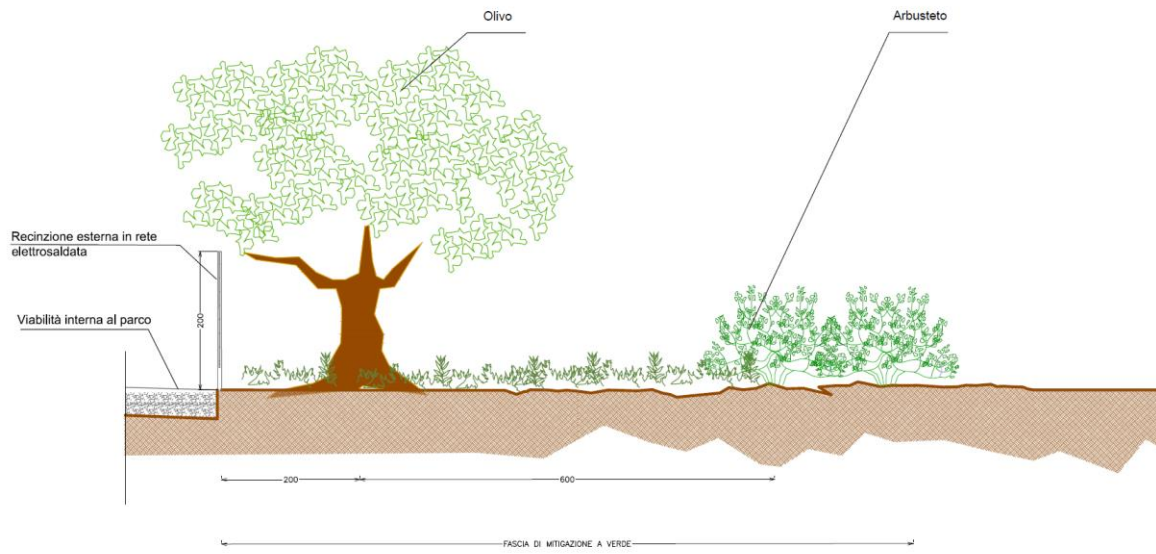 Olivo
Arbusteto
Recinzione esterna in rete
elettrosaldata
Viabilità interna al parco
200
200
600
FASCIA DI MITIGAZIONE A VERDE